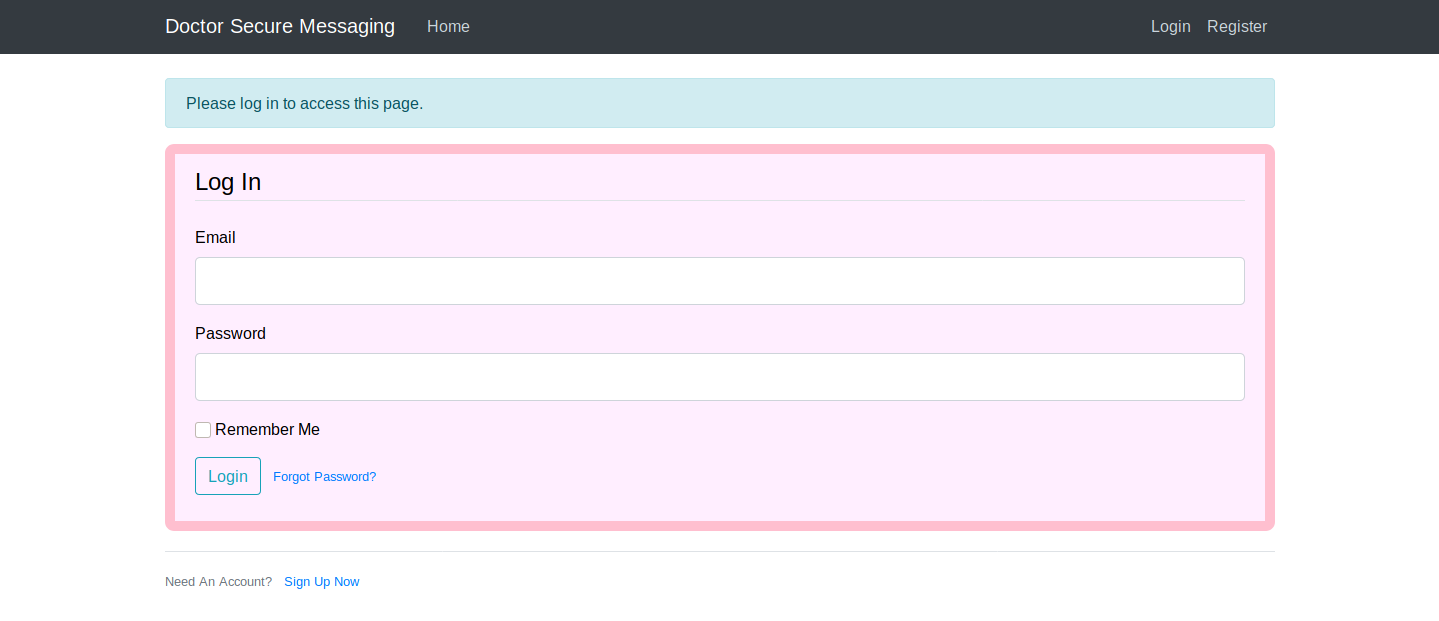 Doctor Secure Messaging Home Login Register
Please log in to access this page.
Log In
Email
Password
Remember Me
Login Forgot Password?
Need An Account? Sign Up Now